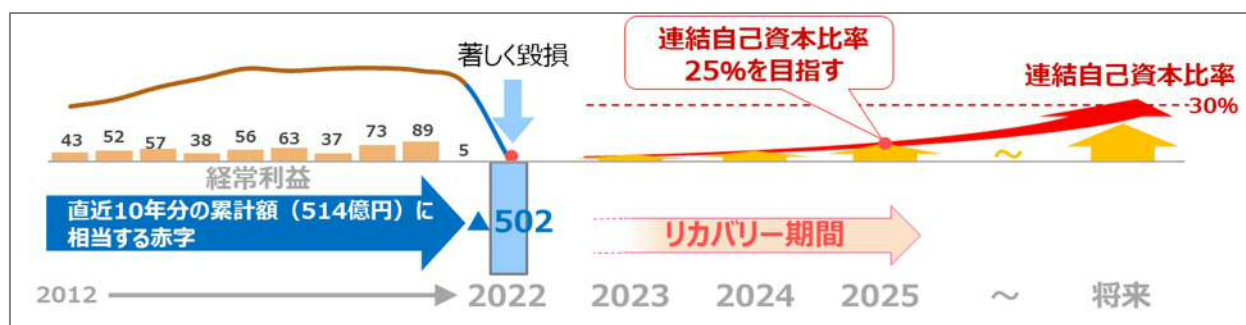 著しく毀損
連結自己資本比率
25%を目指す
連結自己資本比率
30%
43 52 57 38 56 63 37 73 89 5
経常利益
直近10年分の累計額（514億円）に
相当する赤字
▲502
リカバリー期間
～
2012 2022 2023 2024 2025 ～ 将来